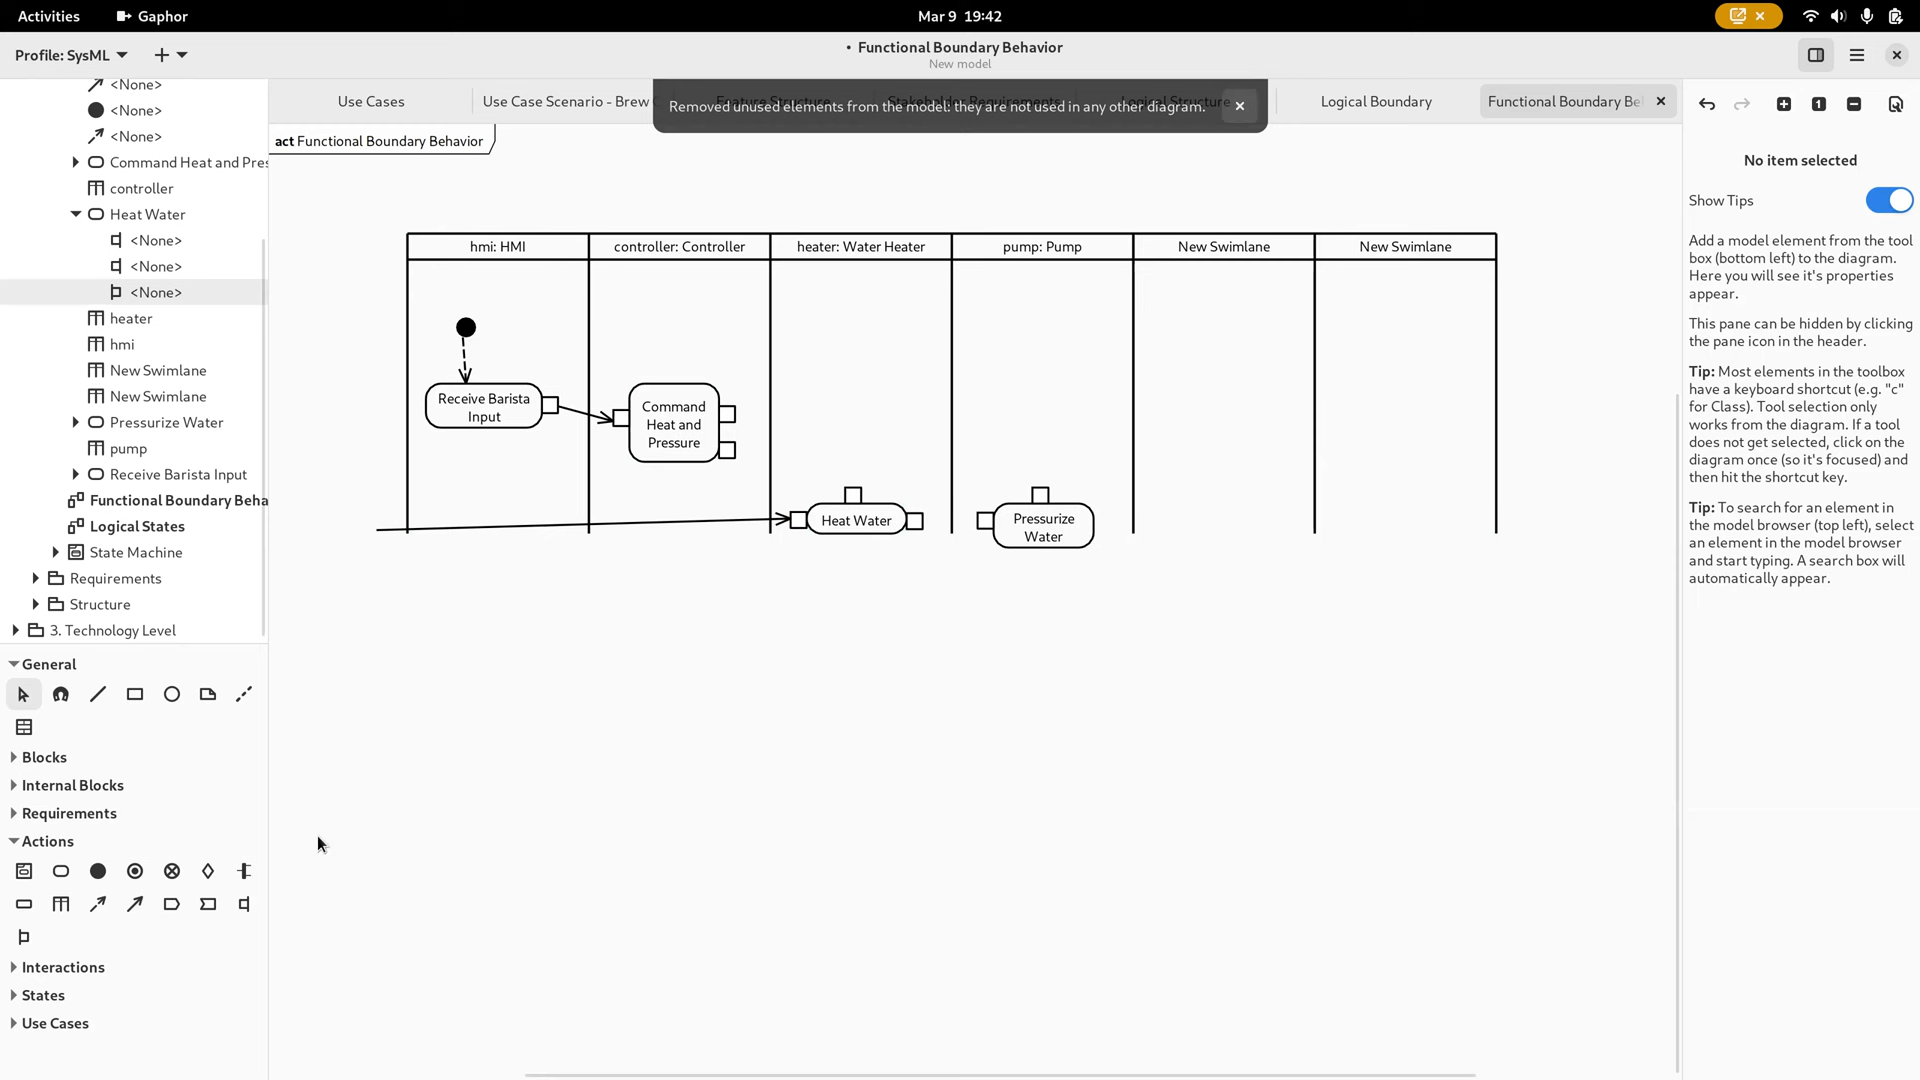 Activities
Gaphor
Mar 9 19:42
Profile: SysML
• Functional Boundary Behavior
New model
<None>
<None>
<None>
Command Heat and Pres
controller
Heat Water
<None>
<None>
<None>
heater
hmi
New Swimlane
New Swimlane
Pressurize Water
pump
Receive Barista Input
Functional Boundary Beha
Logical States
State Machine
Requirements
Structure
3. Technology Level
General
Blocks
Internal Blocks
Requirements
Actions
Interactions
States
Use Cases
Use Cases
Use Case Scenario - Brew
Feature Structure
Stakeholder Requirements
Logical Structure
Logical Boundary
Functional Boundary Be
Removed unused elements from the model: they are not used in any other diagram.
act Functional Boundary Behavior
hmi: HMI
controller: Controller
heater: Water Heater
pump: Pump
New Swimlane
New Swimlane
Receive Barista
Input
Command
Heat and
Pressure
Heat Water
Pressurize
Water
No item selected
Show Tips
Add a model element from the tool
box (bottom left) to the diagram.
Here you will see it's properties
appear.
This pane can be hidden by clicking
the pane icon in the header.
Tip: Most elements in the toolbox
have a keyboard shortcut (e.g. "c"
for Class). Tool selection only
works from the diagram. If a tool
does not get selected, click on the
diagram once (so it's focused) and
then hit the shortcut key.
Tip: To search for an element in
the model browser (top left), select
an element in the model browser
and start typing. A search box will
automatically appear.